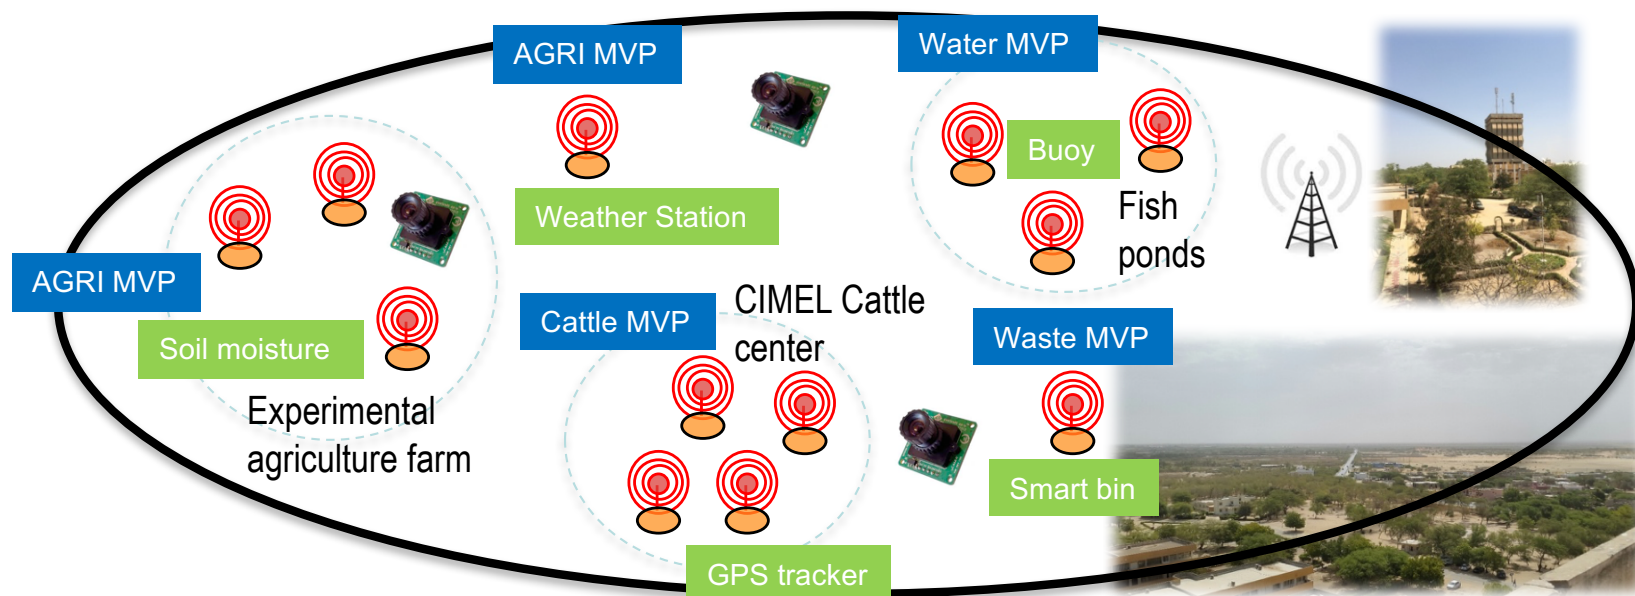 AGRI MVP
Water MVP
Buoy
Weather Station
Fish
ponds
AGRI MVP
Soil moisture
Experimental
agriculture farm
Cattle MVP
CIMEL Cattle
center
Waste MVP
Smart bin
GPS tracker